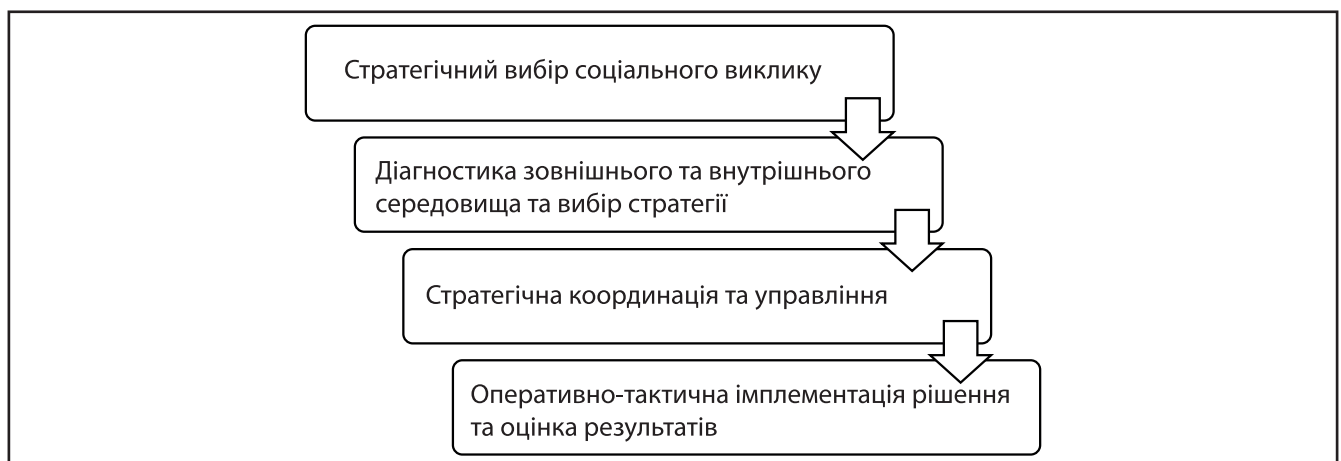 Стратегічний вибір соціального виклику
Діагностика зовнішнього та внутрішнього
середовища та вибір стратегії
Стратегічна координація та управління
Оперативно-тактична імплементація рішення
та оцінка результатів